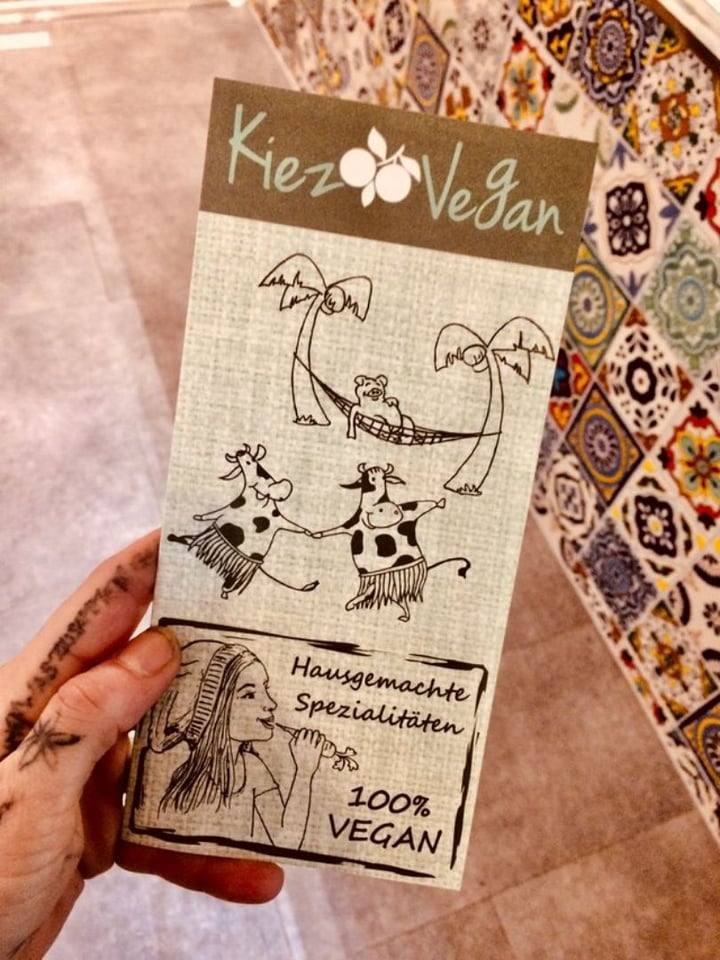 Kiez Vegan
Hausgemachte
Spezialitäten
100%
VEGAN